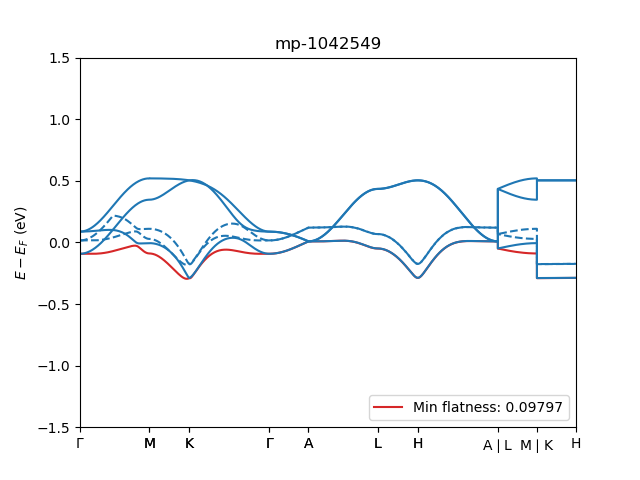 mp-1042549
E − E_F (eV)
1.5
1.0
0.5
0.0
−0.5
−1.0
−1.5
Min flatness: 0.09797
Γ M K Γ A L H A | L M | K H